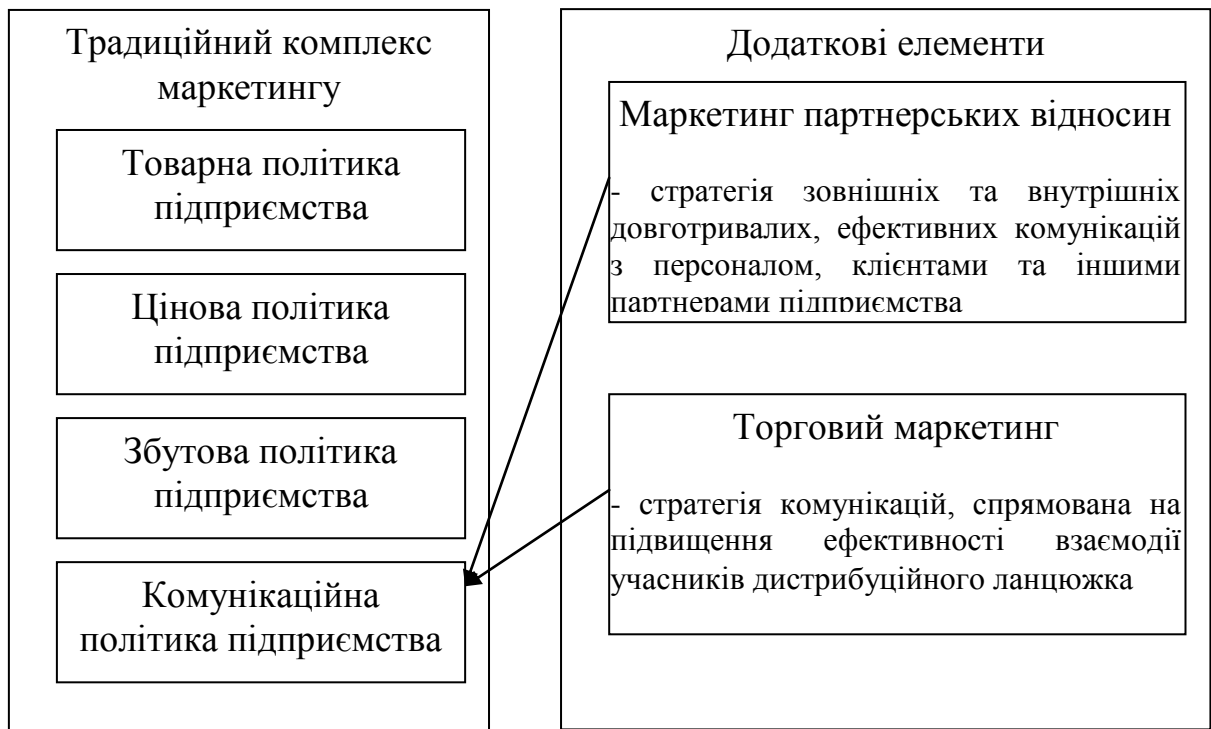 Традиційний комплекс
маркетингу
Товарна політика
підприємства
Цінова політика
підприємства
Збутова політика
підприємства
Комунікаційна
політика підприємства
Додаткові елементи
Маркетинг партнерських відносин
- стратегія зовнішніх та внутрішніх
довготривалих, ефективних комунікацій
з персоналом, клієнтами та іншими
партнерами підприємства
Торговий маркетинг
- стратегія комунікацій, спрямована на
підвищення ефективності взаємодії
учасників дистрибуційного ланцюжка